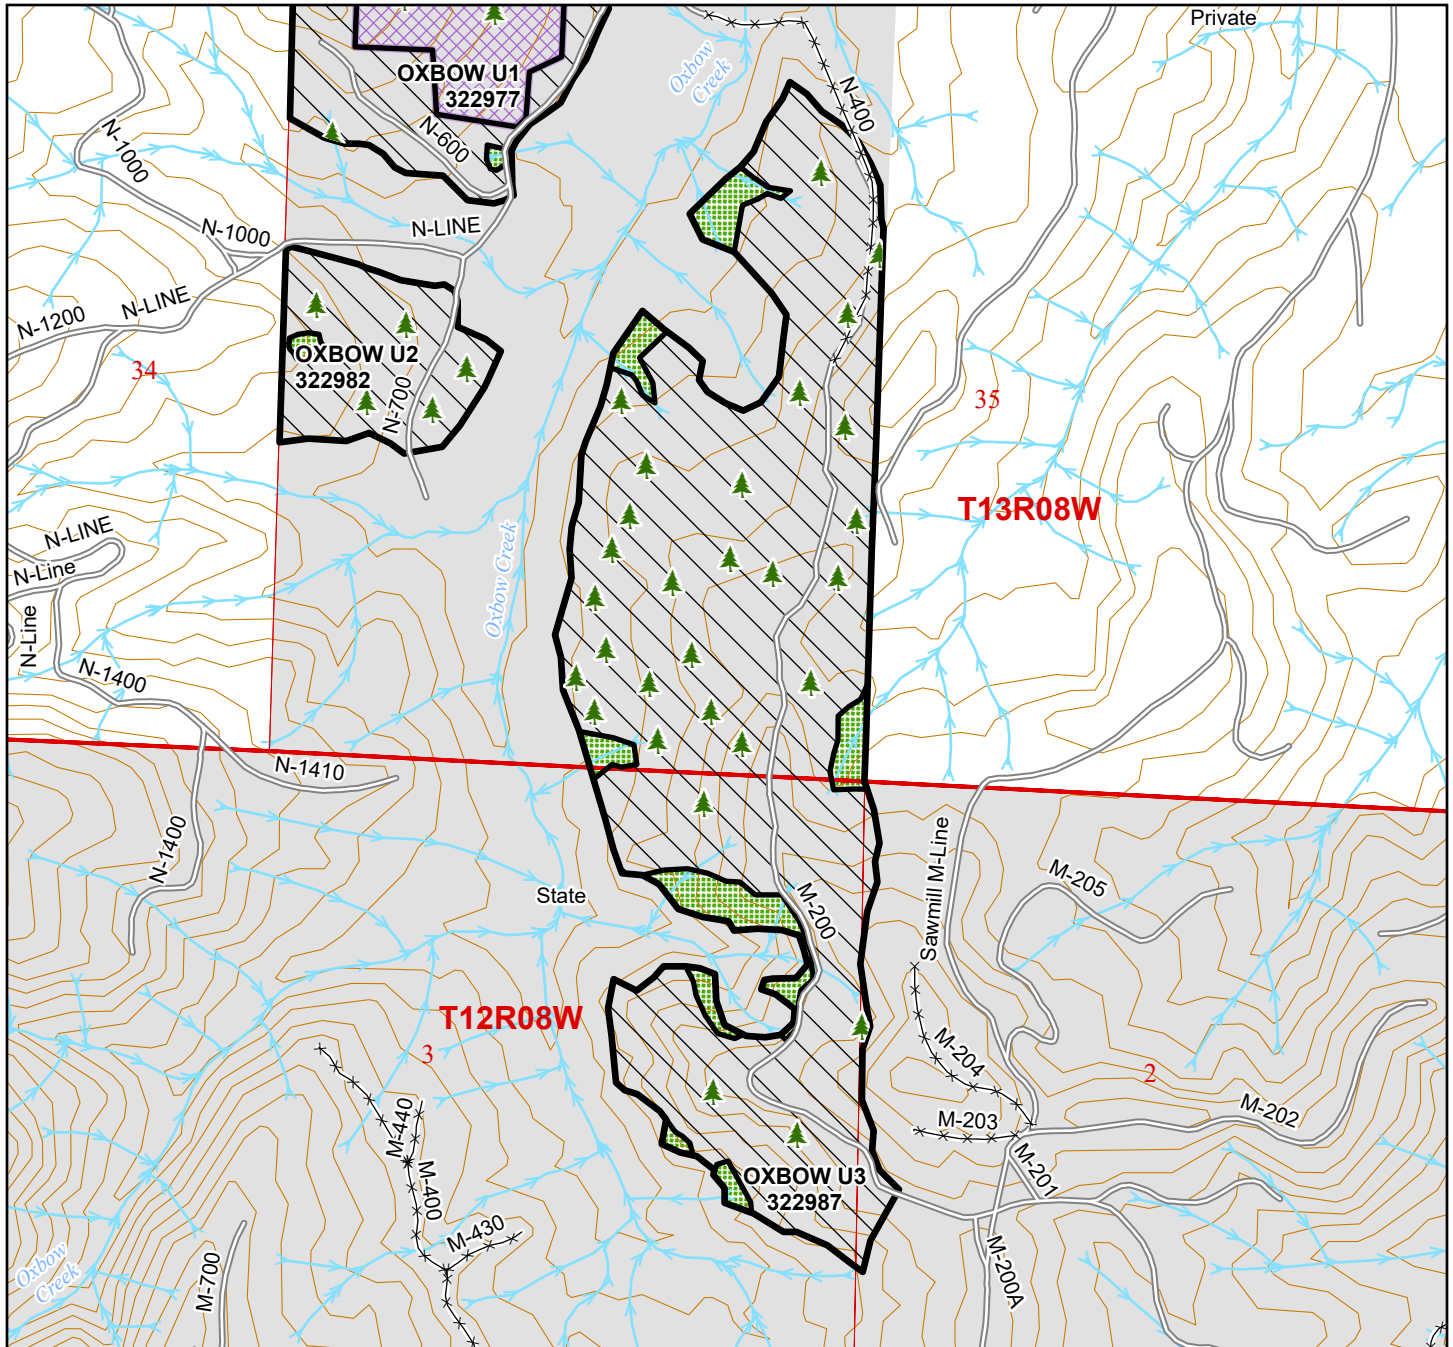 Private
Oxbow
Creek
OXBOW U1
322977
N-400
N-600
N-1000
N-1000
N-LINE
N-LINE
N-1200
OXBOW U2
322982
34
N-700
35
T13R08W
N-LINE
N-Line
N-Line
Oxbow Creek
N-1400
N-1410
N-1400
State
M-200
Sawmill M-Line
M-205
T12R08W
3
M-204
2
M-203
M-202
M-440
M-400
M-201
OXBOW U3
322987
M-430
M-200A
M-700
Oxbow
Creek